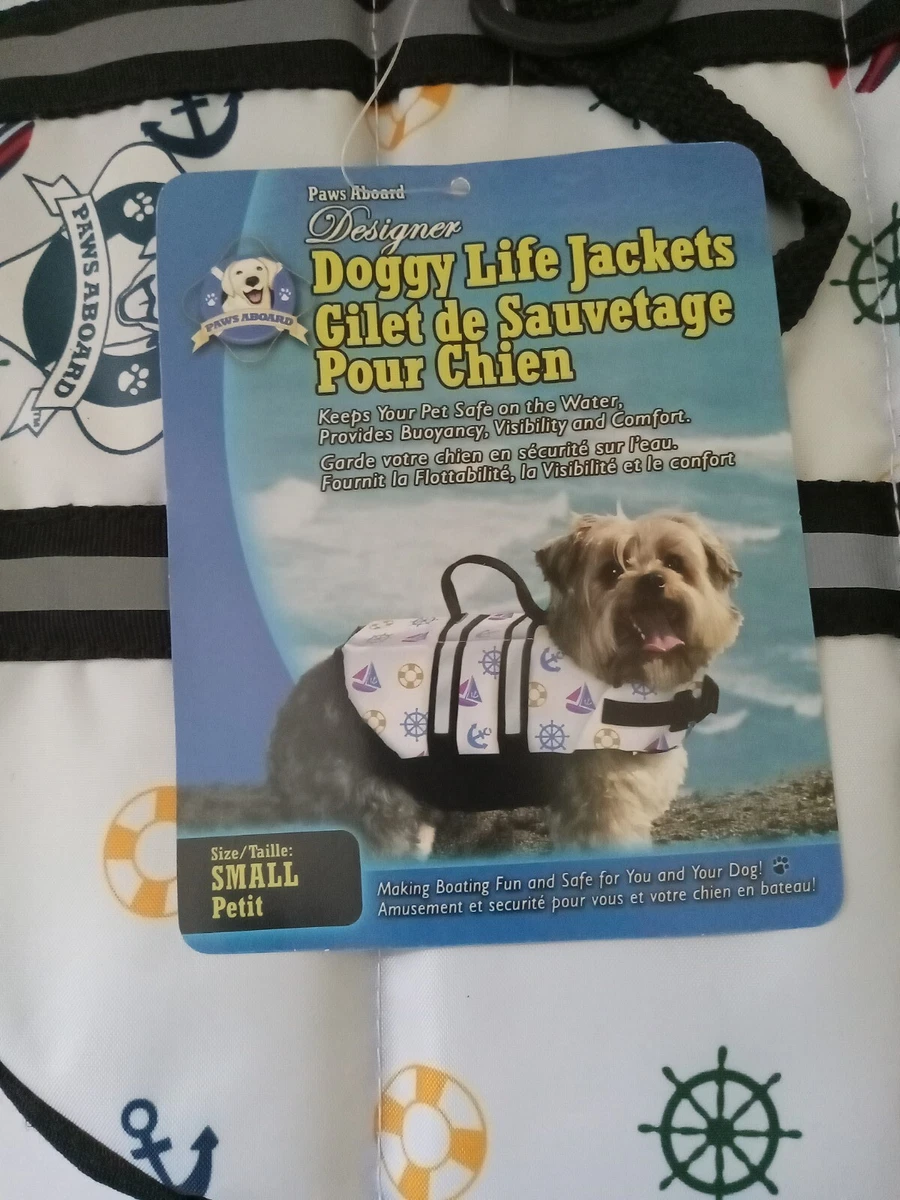 PAWS ABOARD
TM
Paws Aboard
Designer
Doggy Life Jackets
Gilet de Sauvetage
Pour Chien
PAWS ABOARD
Keeps Your Pet Safe on the Water,
Provides Buoyancy, Visibility and Comfort.
Garde votre chien en sécurité sur l'eau.
Fournit la Flottabilité, la Visibilité et le confort
Size/Taille:
SMALL
Petit
Making Boating Fun and Safe for You and Your Dog!
Amusement et securité pour vous et votre chien en bateau!